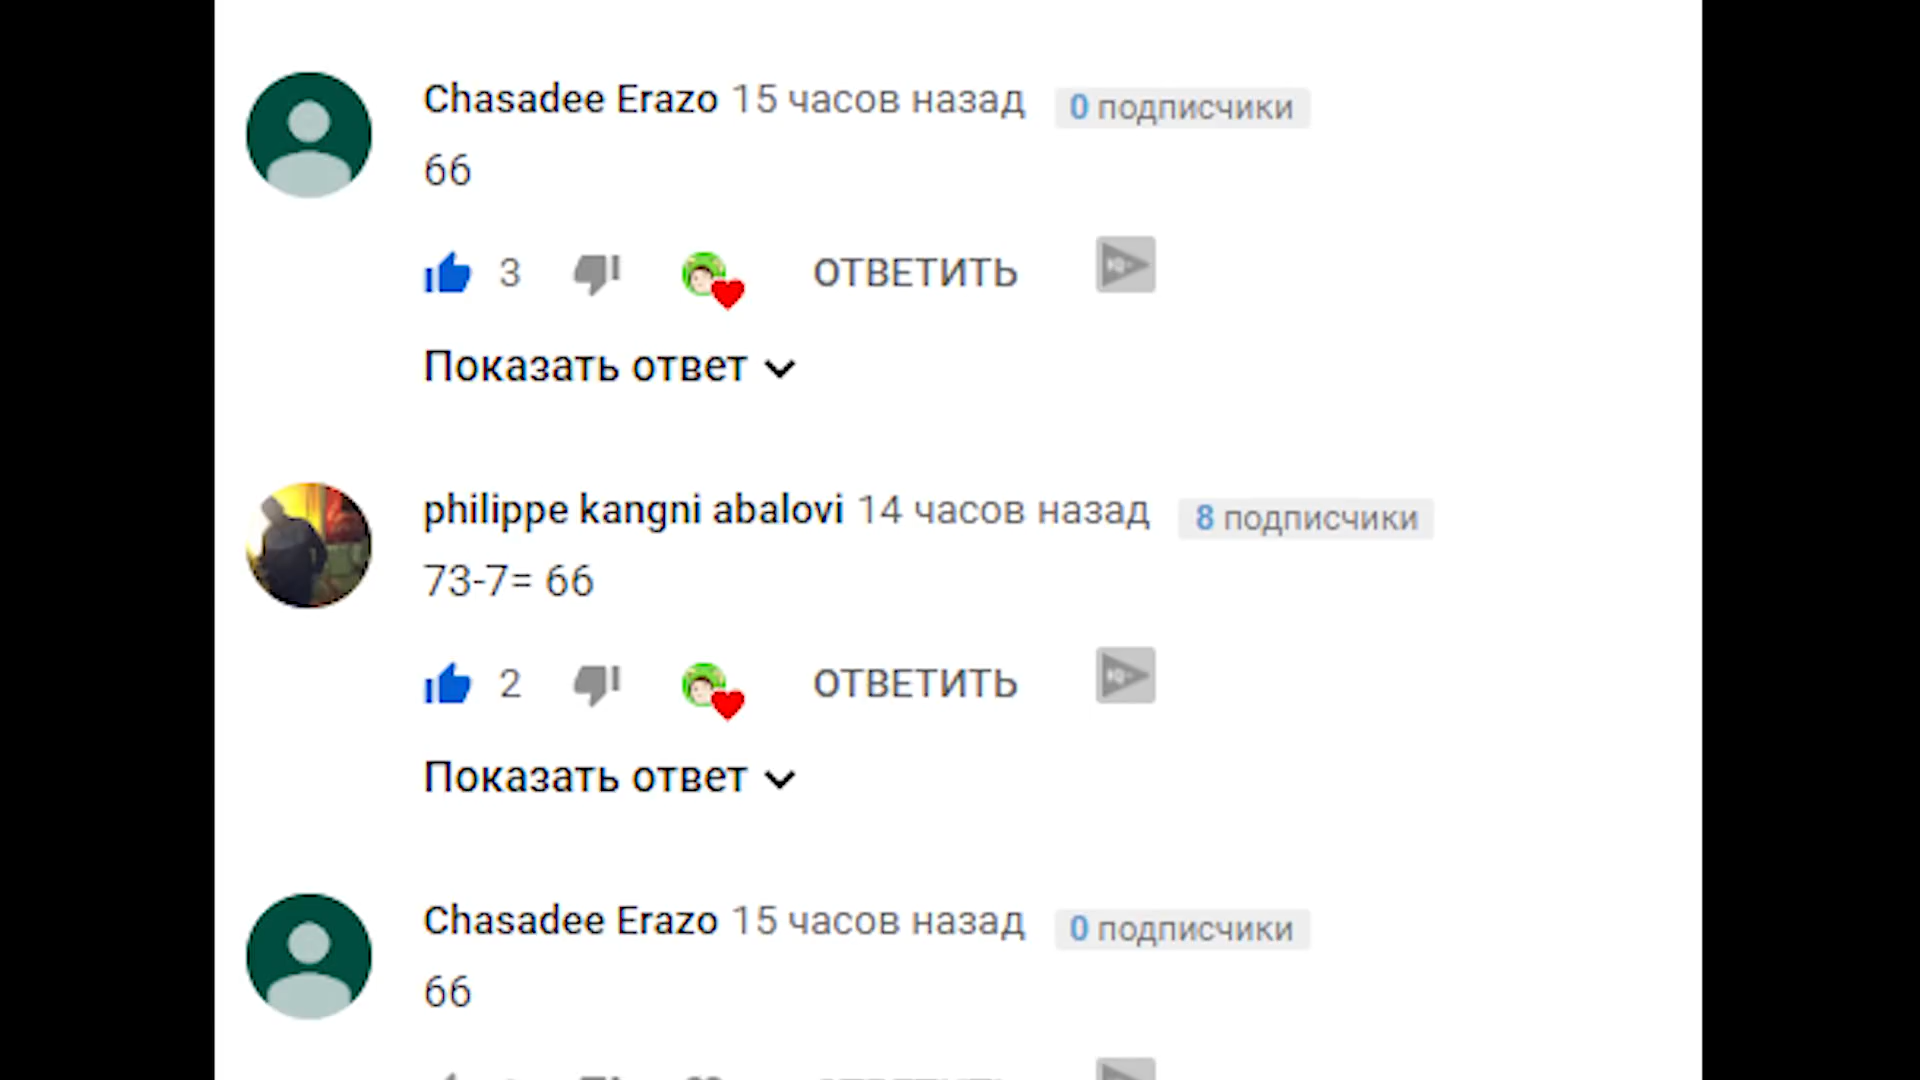 Chasadee Erazo 15 часов назад 0 подписчики
66
3 ОТВЕТИТЬ
Показать ответ
philippe kangni abalovi 14 часов назад 8 подписчики
73-7= 66
2 ОТВЕТИТЬ
Показать ответ
Chasadee Erazo 15 часов назад 0 подписчики
66